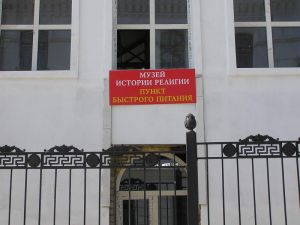 МУЗЕЙ
ИСТОРИИ РЕЛИГИИ
ПУНКТ
БЫСТРОГО ПИТАНИЯ